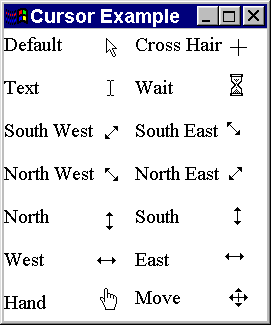 Cursor Example
Default Cross Hair
Text Wait
South West South East
North West North East
North South
West East
Hand Move